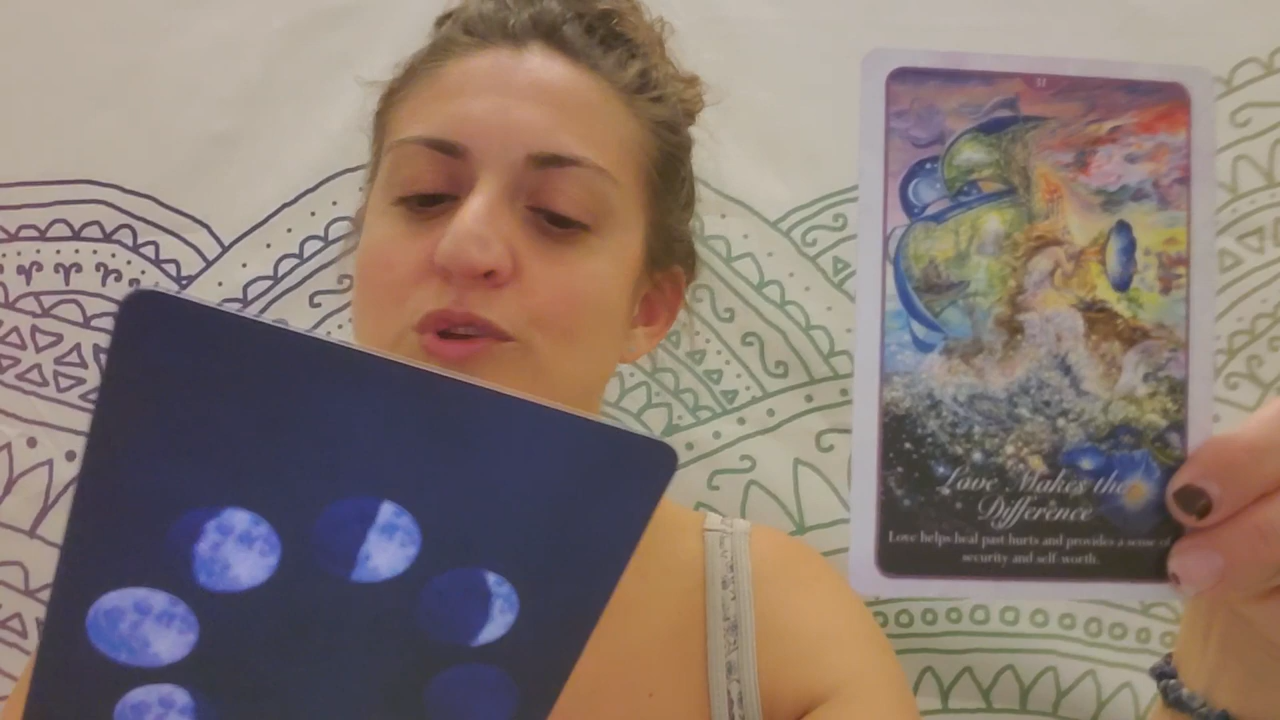 Love Makes the
Difference
Love helps heal past hurts and provides a sense of
security and self-worth.